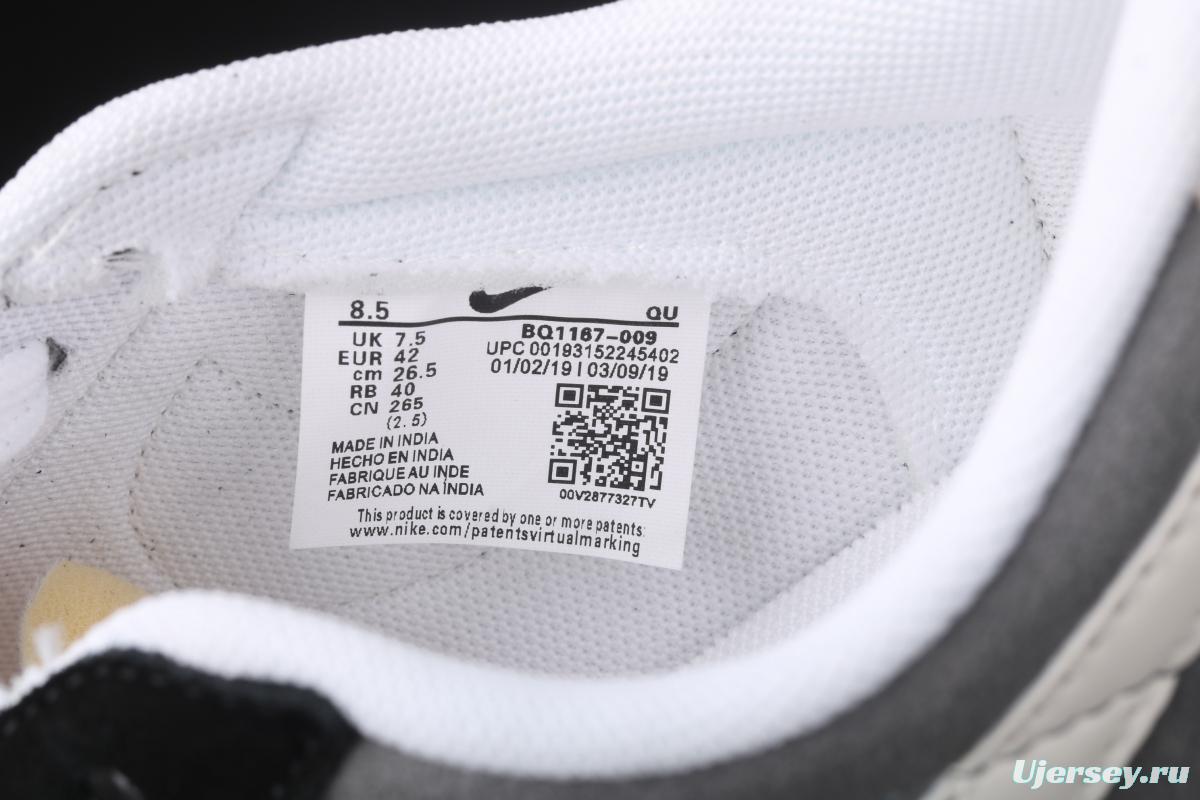 8.5 QU
UK 7.5
EUR 42
cm 26.5
RB 40
CN 265
(2.5)
BQ1167-009
UPC 00193152245402
01/02/19 I 03/09/19
00V2877327TV
MADE IN INDIA
HECHO EN INDIA
FABRIQUE AU INDE
FABRICADO NA ÍNDIA
This product is covered by one or more patents:
www.nike.com/patentsvirtualmarking
Ujersey.ru